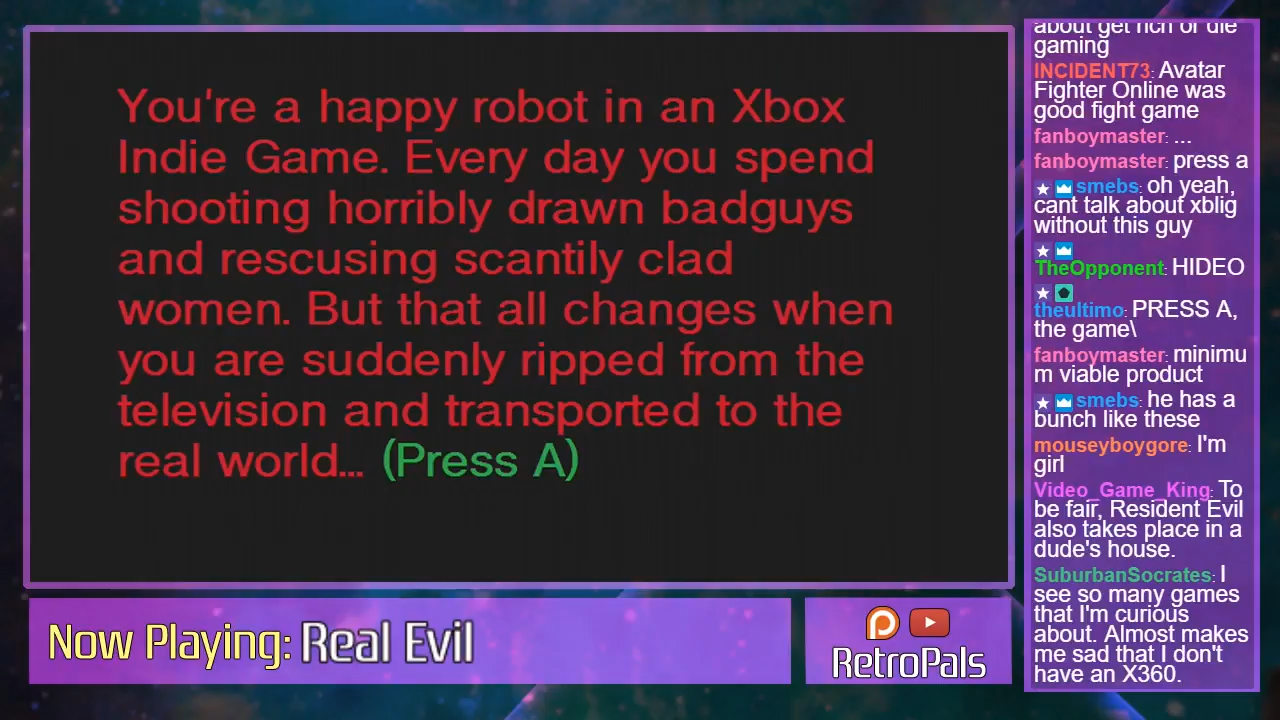 You're a happy robot in an Xbox
Indie Game. Every day you spend
shooting horribly drawn badguys
and rescusing scantily clad
women. But that all changes when
you are suddenly ripped from the
television and transported to the
real world... (Press A)
Now Playing: Real Evil
RetroPals
about get rich or die
gaming
INCIDENT73: Avatar
Fighter Online was
good fight game
fanboymaster: ...
fanboymaster: press a
smebs: oh yeah,
cant talk about xblig
without this guy
TheOpponent: HIDEO
theultimo: PRESS A,
the game\
fanboymaster: minimu
m viable product
smebs: he has a
bunch like these
mouseyboygore: I'm
girl
Video_Game_King: To
be fair, Resident Evil
also takes place in a
dude's house.
SuburbanSocrates: I
see so many games
that I'm curious
about. Almost makes
me sad that I don't
have an X360.